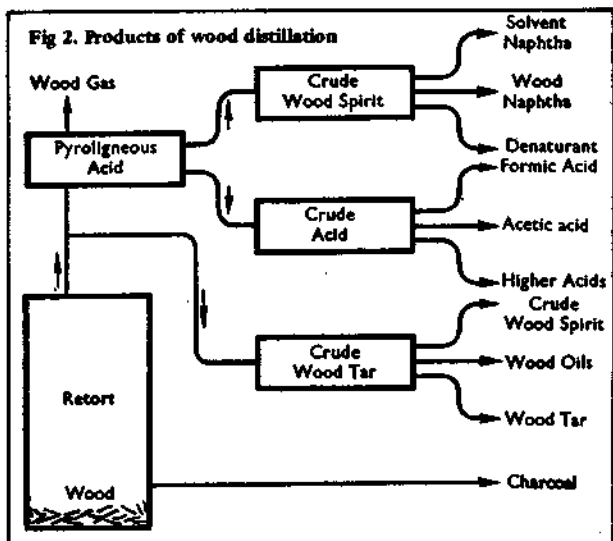 Fig 2. Products of wood distillation
Wood Gas
Pyroligneous
Acid
Crude
Wood Spirit
Solvent
Naphtha
Wood
Naphtha
Denaturant
Crude
Acid
Formic Acid
Acetic acid
Higher Acids
Crude
Wood Tar
Crude
Wood Spirit
Wood Oils
Wood Tar
Retort
Wood
Charcoal